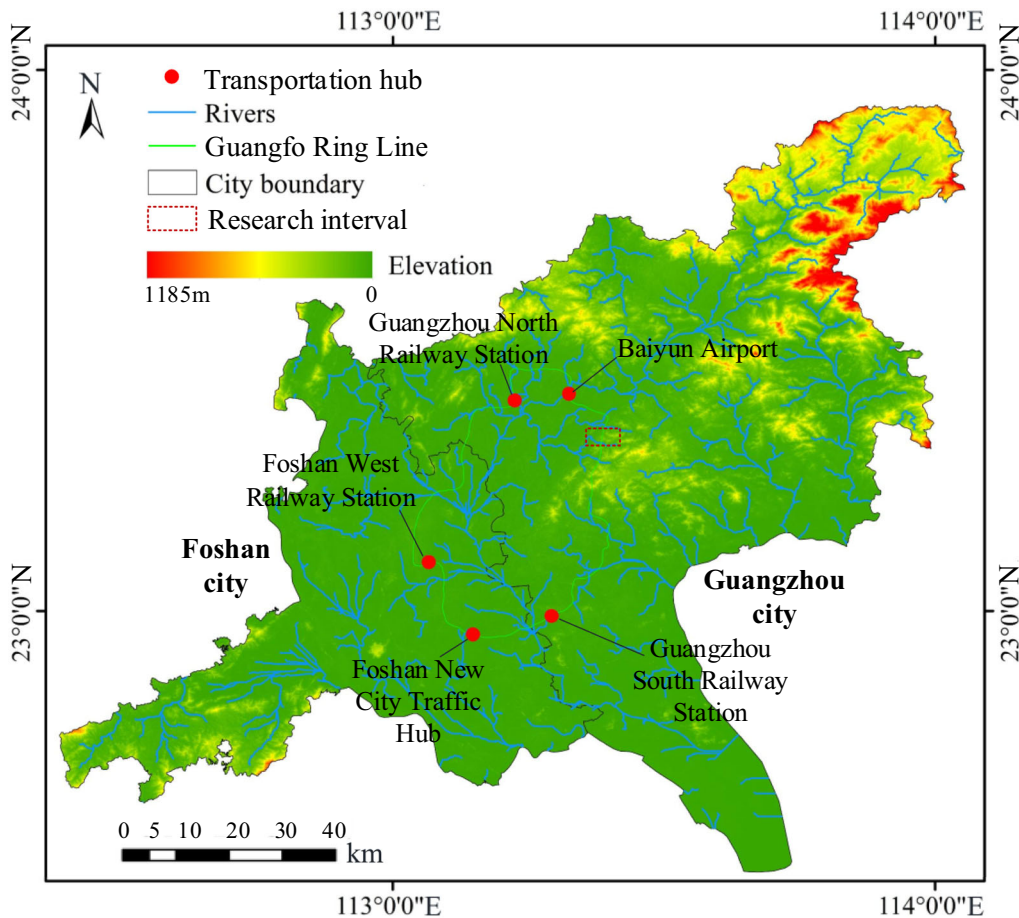 113°0'0"E
114°0'0"E
24°0'0"N
24°0'0"N
N
Transportation hub
Rivers
Guangfo Ring Line
City boundary
Research interval
Elevation
1185m
0
Guangzhou North
Railway Station
Baiyun Airport
Foshan West
Railway Station
Foshan
city
Guangzhou
city
23°0'0"N
23°0'0"N
Guangzhou
South Railway
Station
Foshan New
City Traffic
Hub
0 5 10 20 30 40
km
113°0'0"E
114°0'0"E